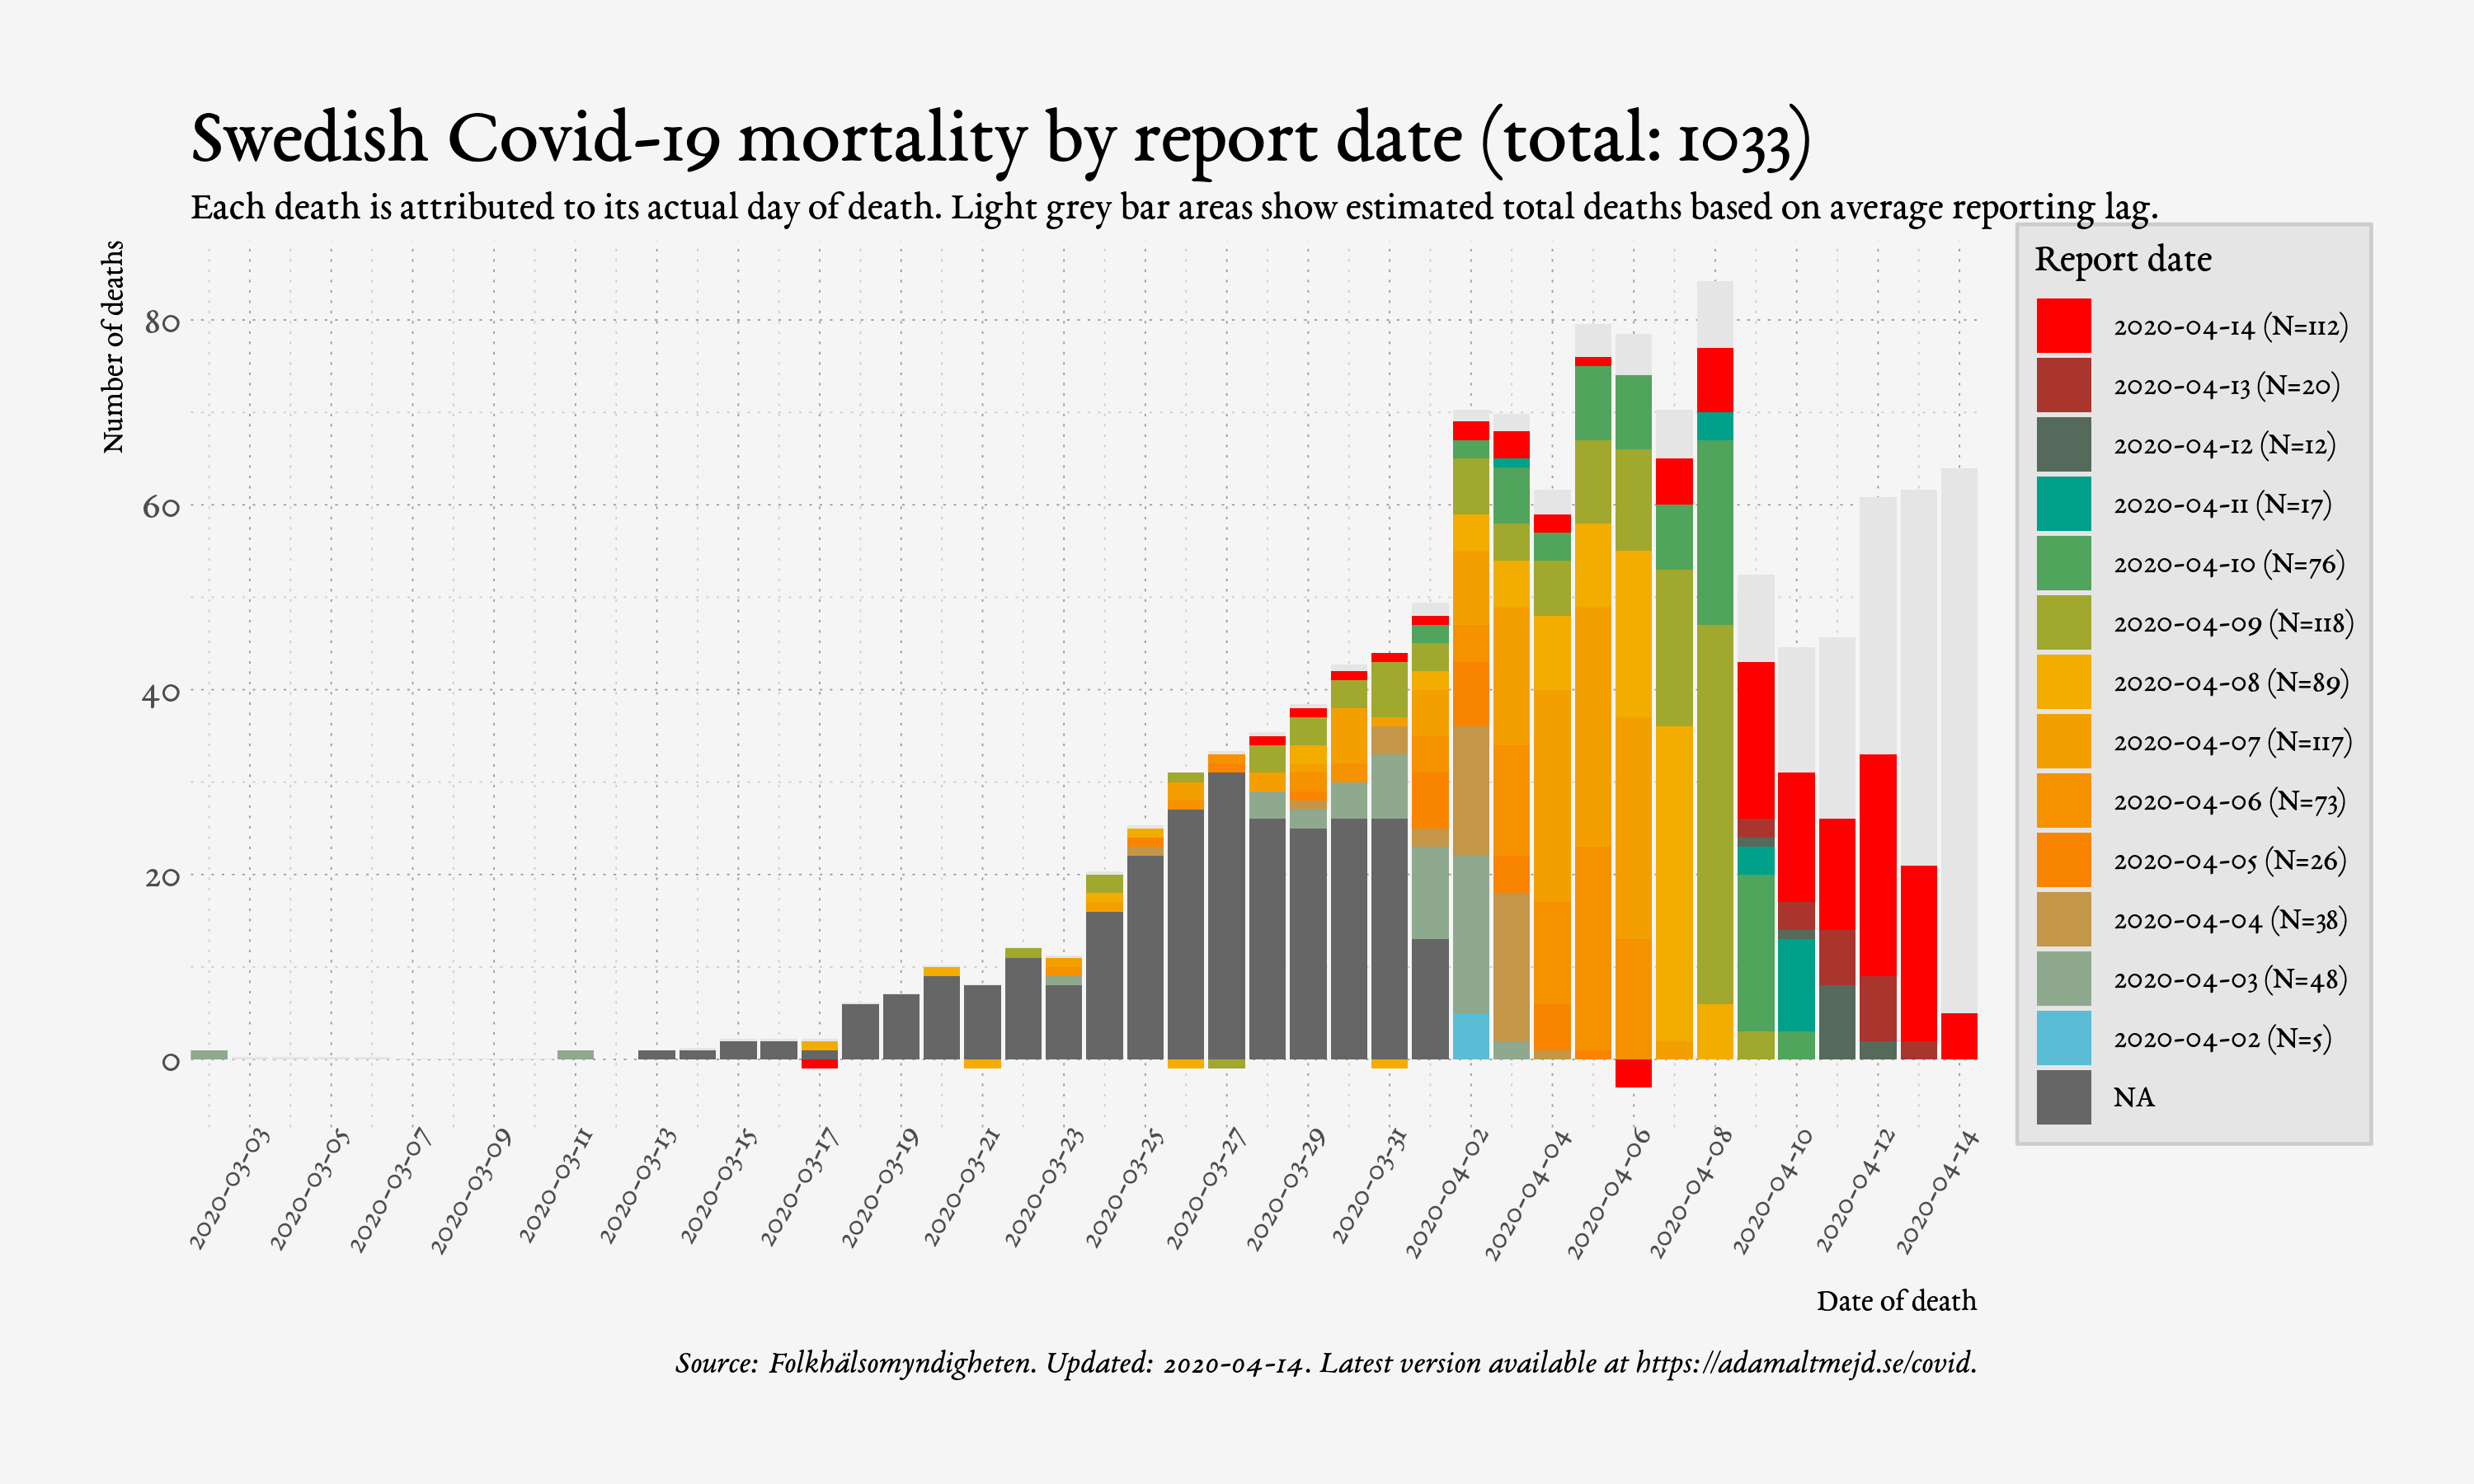 Swedish Covid-19 mortality by report date (total: 1033)
Each death is attributed to its actual day of death. Light grey bar areas show estimated total deaths based on average reporting lag.
Number of deaths
80
60
40
20
0
Report date
2020-04-14 (N=112)
2020-04-13 (N=20)
2020-04-12 (N=12)
2020-04-11 (N=17)
2020-04-10 (N=76)
2020-04-09 (N=118)
2020-04-08 (N=89)
2020-04-07 (N=117)
2020-04-06 (N=73)
2020-04-05 (N=26)
2020-04-04 (N=38)
2020-04-03 (N=48)
2020-04-02 (N=5)
NA
2020-03-03
2020-03-05
2020-03-07
2020-03-09
2020-03-11
2020-03-13
2020-03-15
2020-03-17
2020-03-19
2020-03-21
2020-03-23
2020-03-25
2020-03-27
2020-03-29
2020-03-31
2020-04-02
2020-04-04
2020-04-06
2020-04-08
2020-04-10
2020-04-12
2020-04-14
Date of death
Source: Folkhälsomyndigheten. Updated: 2020-04-14. Latest version available at https://adamaltmejd.se/covid.